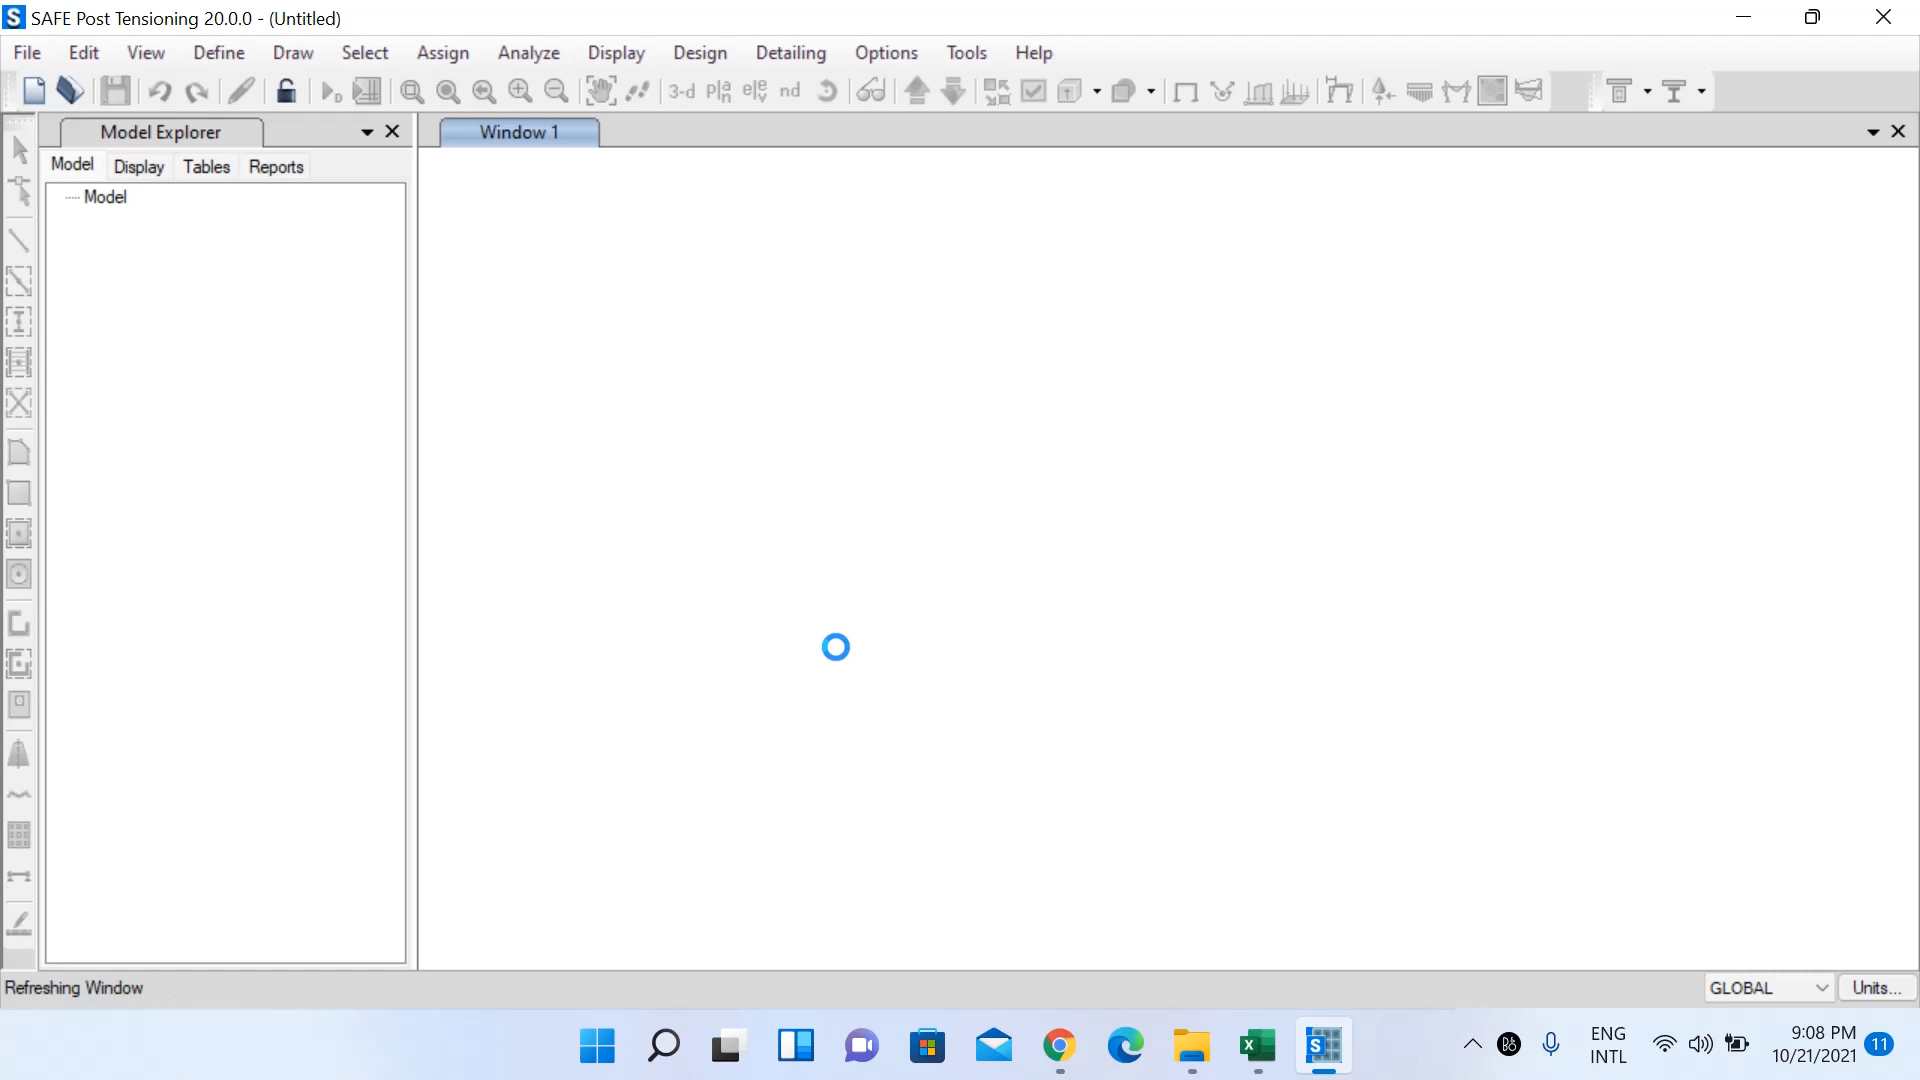 SAFE Post Tensioning 20.0.0 - (Untitled)
File Edit View Define Draw Select Assign Analyze Display Design Detailing Options Tools Help
3-d nd
Model Explorer
Window 1
Model Display Tables Reports
Model
Refreshing Window
GLOBAL
Units...
ENG
INTL
9:08 PM
10/21/2021
11